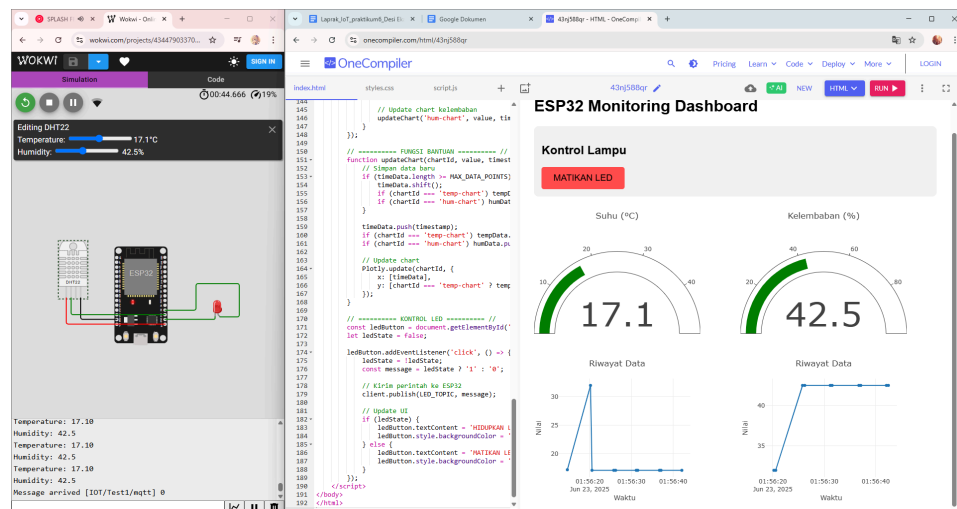 SPLASH
Wokwi - Onli
Laprak_IoT_praktikum6_Desi Ek
Google Dokumen
43nj588qr - HTML - OneCompil
wokwi.com/projects/43447903370...
onecompiler.com/html/43nj588qr
WOKWI
SIGN IN
OneCompiler
Pricing
Learn
Code
Deploy
More
LOGIN
Simulation
Code
index.html
styles.css
script.js
+
43nj588qr
AI
NEW
HTML
RUN
00:44.666
19%
Editing DHT22
Temperature:
17.1°C
Humidity:
42.5%
DHT22
ESP32
Temperature: 17.10
Humidity: 42.5
Temperature: 17.10
Humidity: 42.5
Temperature: 17.10
Humidity: 42.5
Message arrived [IOT/Test1/mqtt] 0
144
145 // Update chart kelembaban
146 updateChart('hum-chart', value, tim
147 }
148 });
149
150 // ========== FUNGSI BANTUAN ========== //
151 function updateChart(chartId, value, timest
152 // Simpan data baru
153 if (timeData.length >= MAX_DATA_POINTS)
154 timeData.shift();
155 if (chartId === 'temp-chart') tempD
156 if (chartId === 'hum-chart') humDat
157 }
158
159 timeData.push(timestamp);
160 if (chartId === 'temp-chart') tempData.
161 if (chartId === 'hum-chart') humData.pu
162
163 // Update chart
164 Plotly.update(chartId, {
165 x: [timeData],
166 y: [chartId === 'temp-chart' ? temp
167 });
168 }
169
170 // ========== KONTROL LED ========== //
171 const ledButton = document.getElementById('
172 let ledState = false;
173
174 ledButton.addEventListener('click', () => {
175 ledState = !ledState;
176 const message = ledState ? '1' : '0';
177
178 // Kirim perintah ke ESP32
179 client.publish(LED_TOPIC, message);
180
181 // Update UI
182 if (ledState) {
183 ledButton.textContent = 'HIDUPKAN L
184 ledButton.style.backgroundColor = '
185 } else {
186 ledButton.textContent = 'MATIKAN LE
187 ledButton.style.backgroundColor = '
188 }
189 });
190 </script>
191 </body>
192 </html>
ESP32 Monitoring Dashboard
Kontrol Lampu
MATIKAN LED
Suhu (°C)
10
20
30
40
17.1
Kelembaban (%)
20
40
60
80
42.5
Riwayat Data
Nilai
30
25
20
01:56:20
01:56:30
01:56:40
Jun 23, 2025
Waktu
Riwayat Data
Nilai
40
35
01:56:20
01:56:30
01:56:40
Jun 23, 2025
Waktu